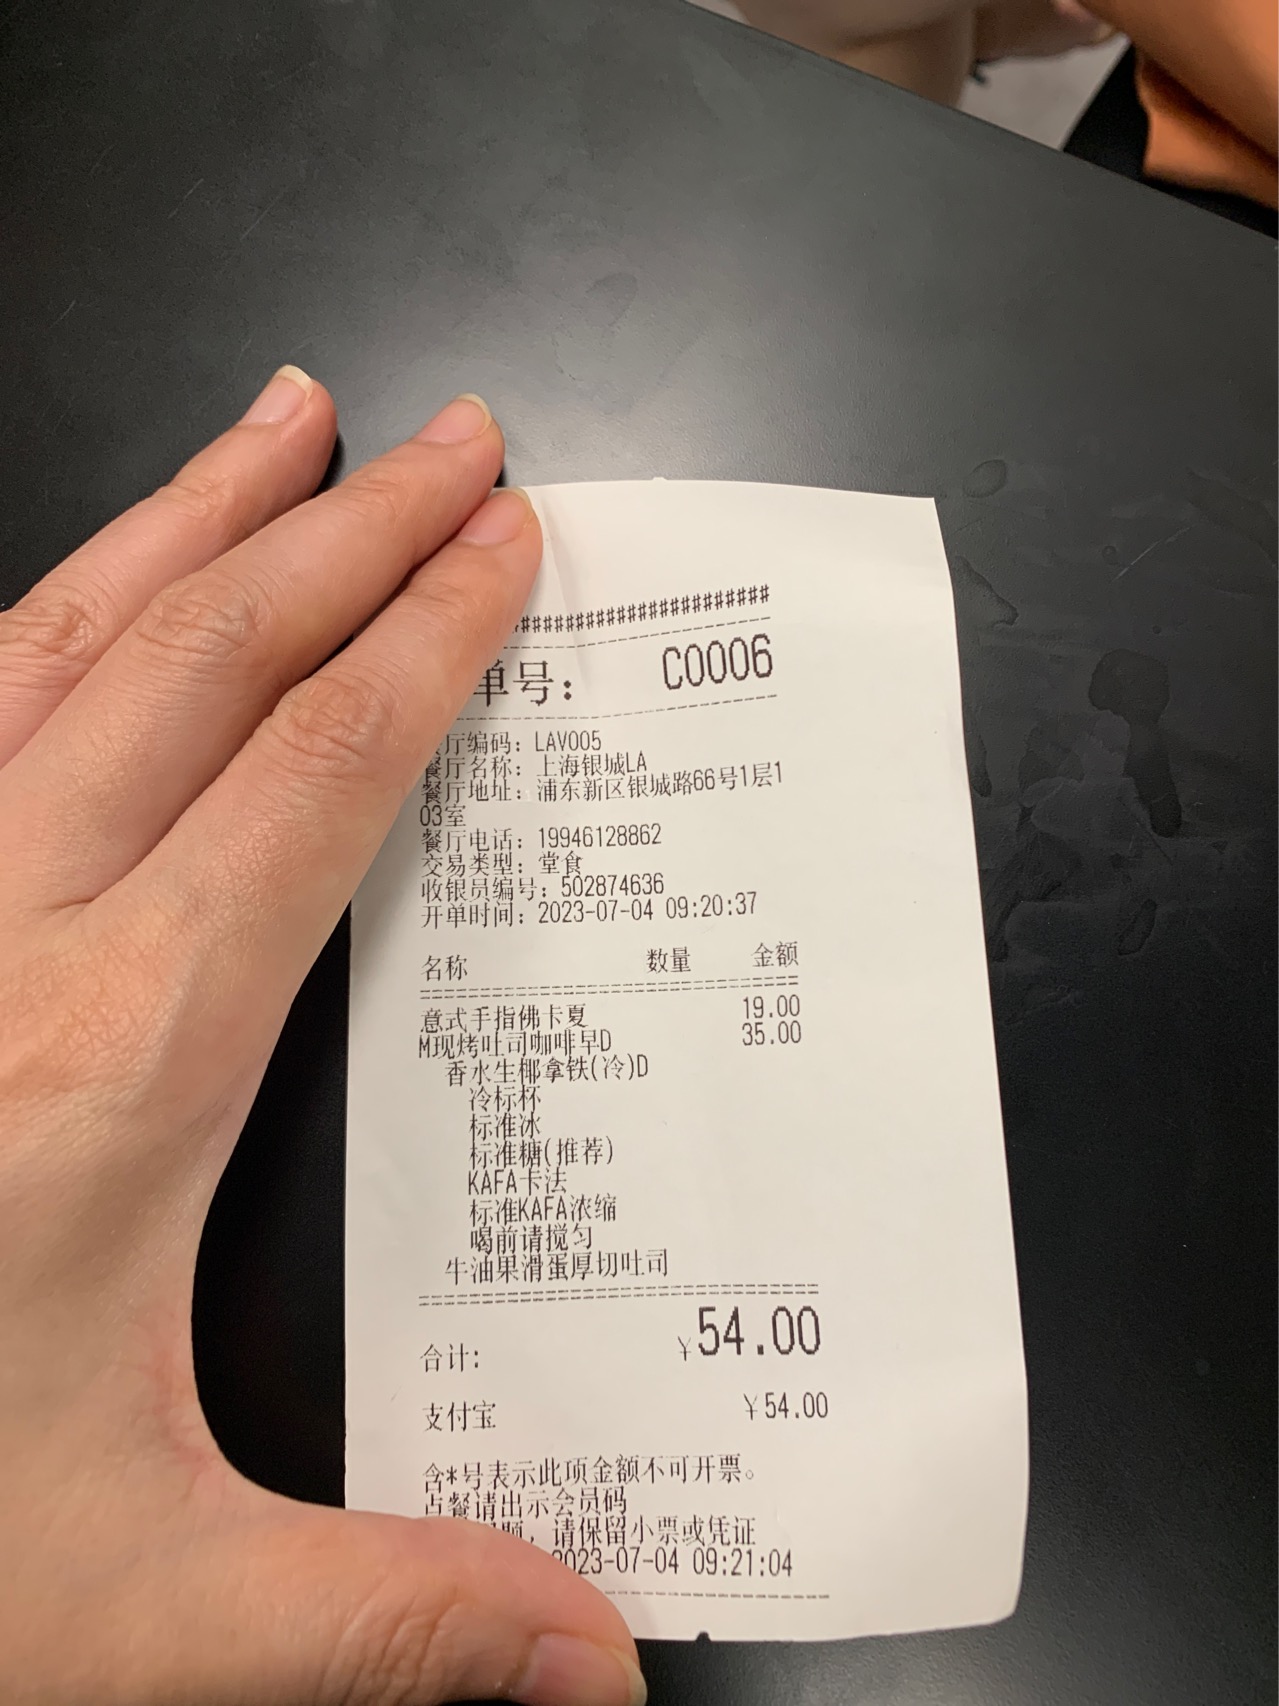 ######################
单号： C0006
厅编码：LAV005
餐厅名称：上海银城LA
餐厅地址：浦东新区银城路66号1层1
03室
餐厅电话：19946128862
交易类型：堂食
收银员编号：502874636
开单时间：2023-07-04 09:20:37
名称 数量 金额
意式手指佛卡夏 19.00
M现烤吐司咖啡早D 35.00
香水生椰拿铁(冷)D
冷标杯
标准冰
标准糖(推荐)
KAFA卡法
标准KAFA浓缩
喝前请搅匀
牛油果滑蛋厚切吐司
合计: ¥54.00
支付宝 ¥54.00
含*号表示此项金额不可开票。
点餐请出示会员码
题，请保留小票或凭证
2023-07-04 09:21:04